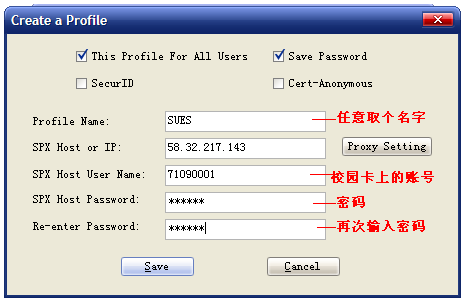 Create a Profile
This Profile For All Users Save Password
SecurID Cert-Anonymous
Profile Name: SUES 任意取个名字
SPX Host or IP: 58.32.217.143 Proxy Setting
SPX Host User Name: 71090001 校园卡上的账号
SPX Host Password: ****** 密码
Re-enter Password: ****** 再次输入密码
Save Cancel